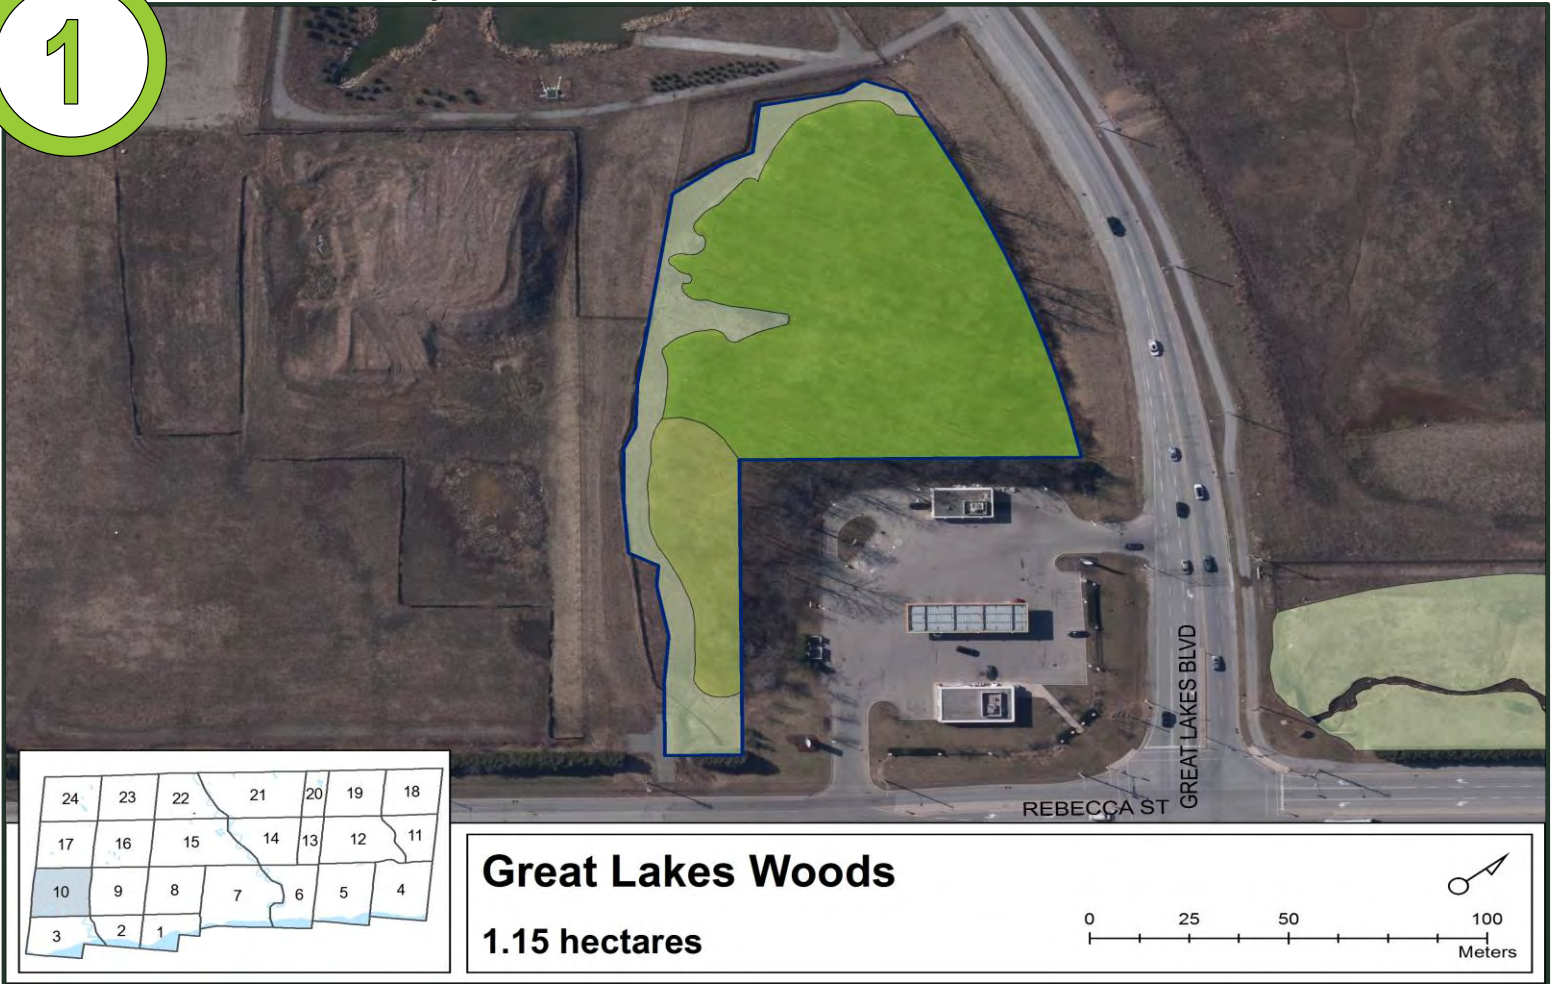 1
GREAT LAKES BLVD
REBECCA ST
24 23 22 21 20 19 18
17 16 15 14 13 12 11
10 9 8 7 6 5 4
3 2 1
Great Lakes Woods
1.15 hectares
0 25 50 100
Meters